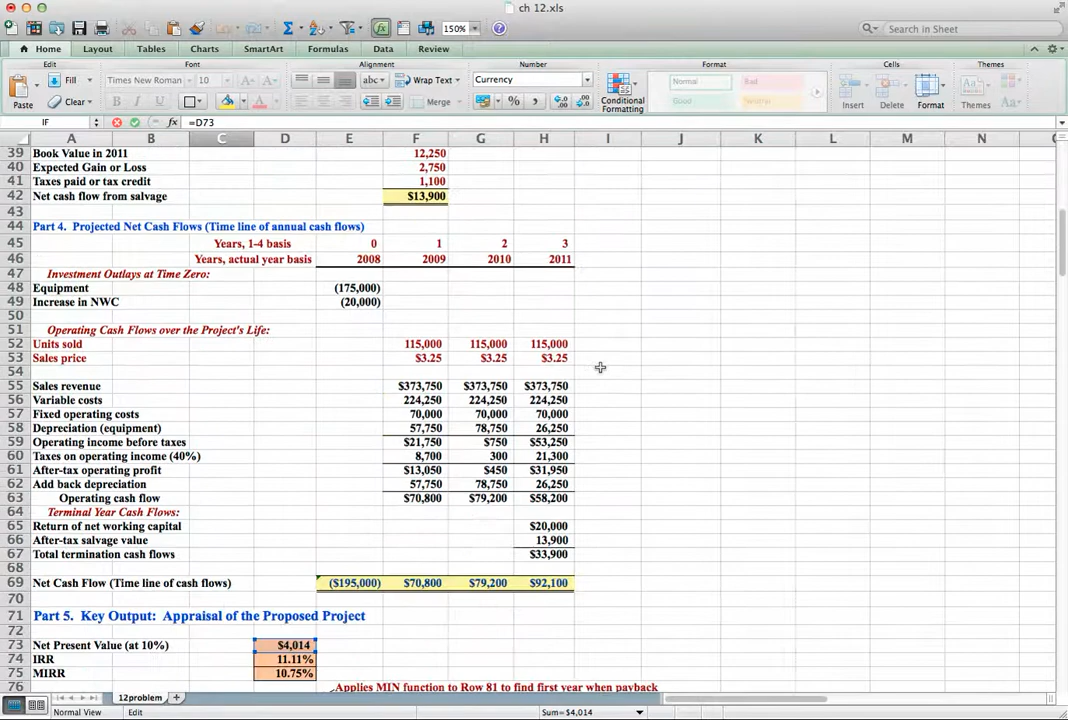 ch 12.xls
150%
Search in Sheet
Home Layout Tables Charts SmartArt Formulas Data Review
Edit Font Alignment Number Format Cells Themes
Paste Fill Times New Roman 10 A A abc Wrap Text Currency Normal Bad
Clear B I U A Merge % , Conditional Formatting Good Neutral Insert Delete Format Themes Aa
IF fx =D73
A B C D E F G H I J K L M N
39 Book Value in 2011 12,250
40 Expected Gain or Loss 2,750
41 Taxes paid or tax credit 1,100
42 Net cash flow from salvage $13,900
43
44 Part 4. Projected Net Cash Flows (Time line of annual cash flows)
45 Years, 1-4 basis 0 1 2 3
46 Years, actual year basis 2008 2009 2010 2011
47 Investment Outlays at Time Zero:
48 Equipment (175,000)
49 Increase in NWC (20,000)
50
51 Operating Cash Flows over the Project's Life:
52 Units sold 115,000 115,000 115,000
53 Sales price $3.25 $3.25 $3.25
54
55 Sales revenue $373,750 $373,750 $373,750
56 Variable costs 224,250 224,250 224,250
57 Fixed operating costs 70,000 70,000 70,000
58 Depreciation (equipment) 57,750 78,750 26,250
59 Operating income before taxes $21,750 $750 $53,250
60 Taxes on operating income (40%) 8,700 300 21,300
61 After-tax operating profit $13,050 $450 $31,950
62 Add back depreciation 57,750 78,750 26,250
63 Operating cash flow $70,800 $79,200 $58,200
64 Terminal Year Cash Flows:
65 Return of net working capital $20,000
66 After-tax salvage value 13,900
67 Total termination cash flows $33,900
68
69 Net Cash Flow (Time line of cash flows) ($195,000) $70,800 $79,200 $92,100
70
71 Part 5. Key Output: Appraisal of the Proposed Project
72
73 Net Present Value (at 10%) $4,014
74 IRR 11.11%
75 MIRR 10.75%
76 Applies MIN function to Row 81 to find first year when payback
12problem
Normal View Edit Sum=$4,014